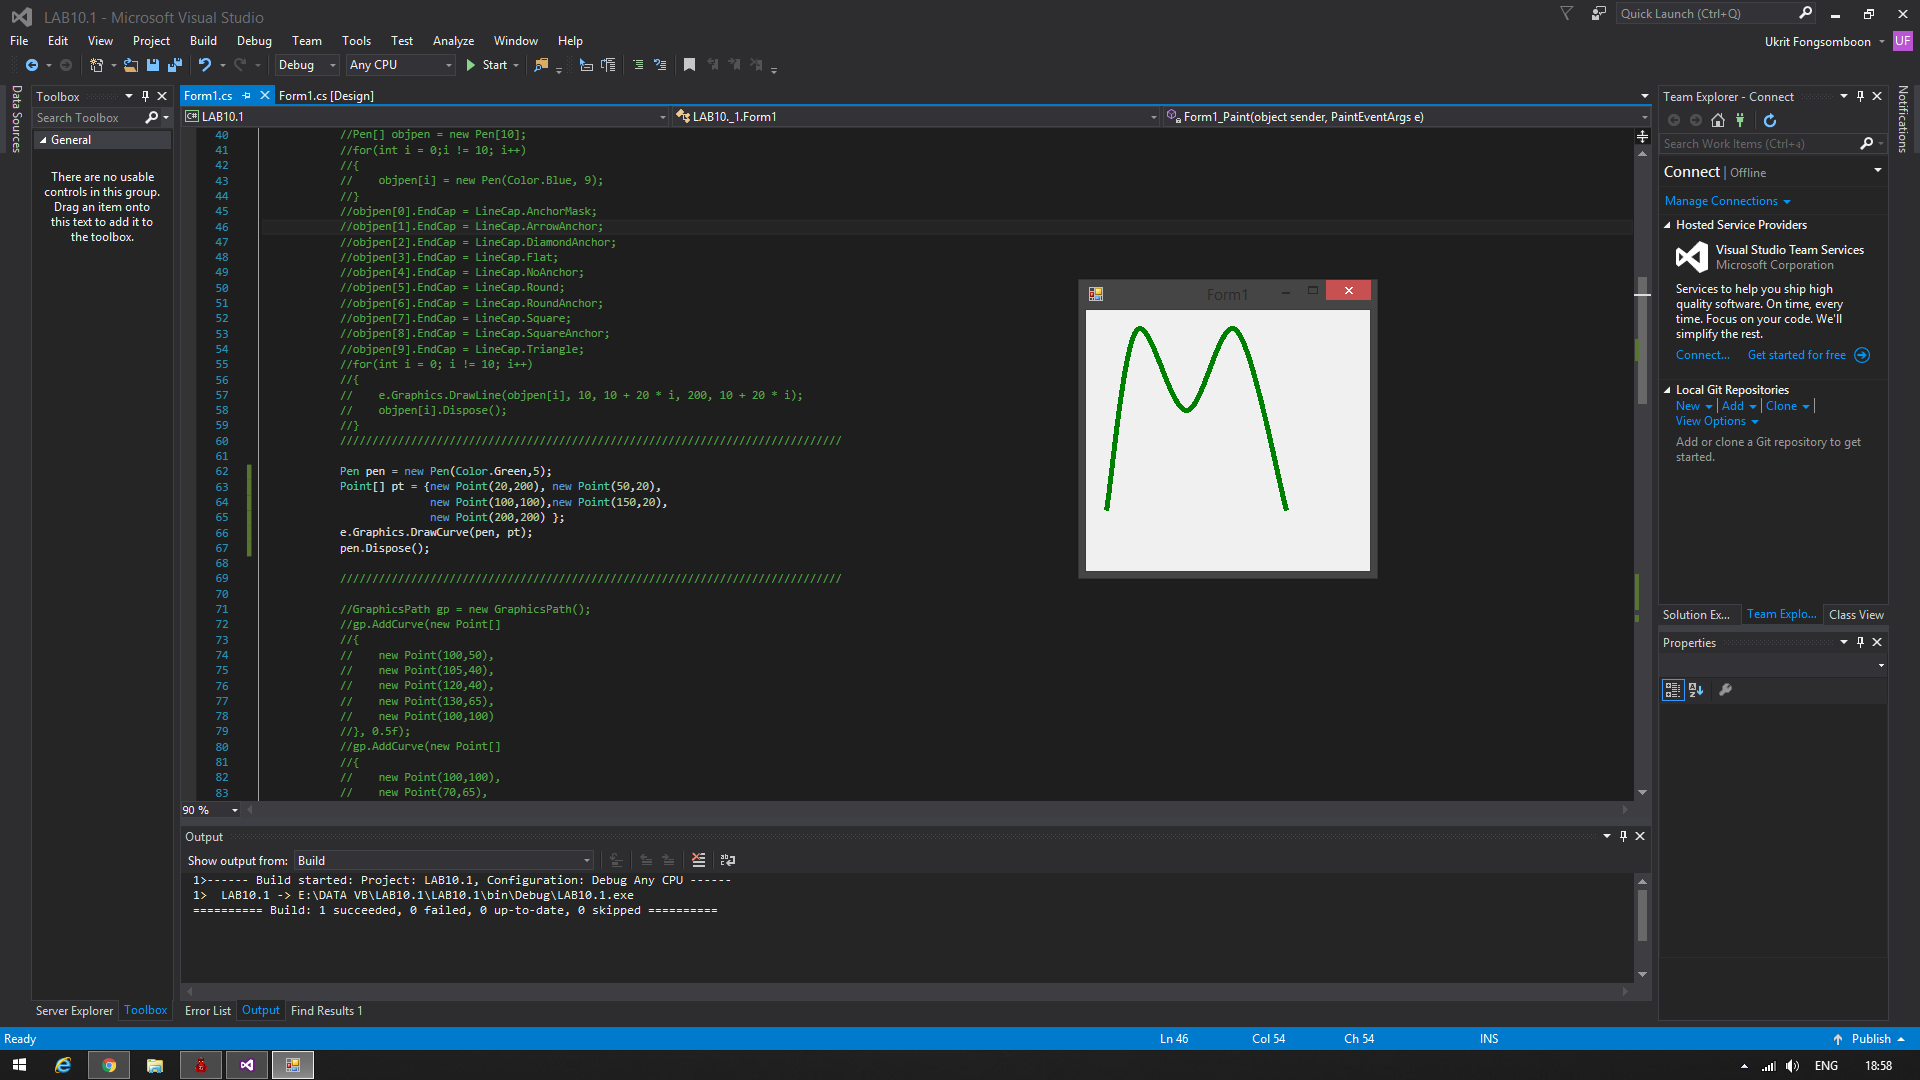 LAB10.1 - Microsoft Visual Studio
Quick Launch (Ctrl+Q)
File Edit View Project Build Debug Team Tools Test Analyze Window Help
Ukrit Fongsomboon UF
Debug Any CPU Start
Data Sources
Toolbox
Search Toolbox
General
There are no usable
controls in this group.
Drag an item onto
this text to add it to
the toolbox.
Form1.cs Form1.cs [Design]
C# LAB10.1 LAB10._1.Form1 Form1_Paint(object sender, PaintEventArgs e)
40 //Pen[] objpen = new Pen[10];
41 //for(int i = 0;i != 10; i++)
42 //{
43 //    objpen[i] = new Pen(Color.Blue, 9);
44 //}
45 //objpen[0].EndCap = LineCap.AnchorMask;
46 //objpen[1].EndCap = LineCap.ArrowAnchor;
47 //objpen[2].EndCap = LineCap.DiamondAnchor;
48 //objpen[3].EndCap = LineCap.Flat;
49 //objpen[4].EndCap = LineCap.NoAnchor;
50 //objpen[5].EndCap = LineCap.Round;
51 //objpen[6].EndCap = LineCap.RoundAnchor;
52 //objpen[7].EndCap = LineCap.Square;
53 //objpen[8].EndCap = LineCap.SquareAnchor;
54 //objpen[9].EndCap = LineCap.Triangle;
55 //for(int i = 0; i != 10; i++)
56 //{
57 //    e.Graphics.DrawLine(objpen[i], 10, 10 + 20 * i, 200, 10 + 20 * i);
58 //    objpen[i].Dispose();
59 //}
60 //////////////////////////////////////////////////////////////////////////////
61
62 Pen pen = new Pen(Color.Green,5);
63 Point[] pt = {new Point(20,200), new Point(50,20),
64 new Point(100,100),new Point(150,20),
65 new Point(200,200) };
66 e.Graphics.DrawCurve(pen, pt);
67 pen.Dispose();
68
69 //////////////////////////////////////////////////////////////////////////////
70
71 //GraphicsPath gp = new GraphicsPath();
72 //gp.AddCurve(new Point[]
73 //{
74 //    new Point(100,50),
75 //    new Point(105,40),
76 //    new Point(120,40),
77 //    new Point(130,65),
78 //    new Point(100,100)
79 //}, 0.5f);
80 //gp.AddCurve(new Point[]
81 //{
82 //    new Point(100,100),
83 //    new Point(70,65),
90 %
Form1
Output
Show output from: Build
1>------ Build started: Project: LAB10.1, Configuration: Debug Any CPU ------
1>  LAB10.1 -> E:\DATA VB\LAB10.1\LAB10.1\bin\Debug\LAB10.1.exe
========== Build: 1 succeeded, 0 failed, 0 up-to-date, 0 skipped ==========
Server Explorer Toolbox
Error List Output Find Results 1
Team Explorer - Connect
Search Work Items (Ctrl+ง)
Connect | Offline
Manage Connections
Hosted Service Providers
Visual Studio Team Services
Microsoft Corporation
Services to help you ship high
quality software. On time, every
time. Focus on your code. We'll
simplify the rest.
Connect... Get started for free
Local Git Repositories
New | Add | Clone |
View Options
Add or clone a Git repository to get
started.
Solution Ex... Team Explo... Class View
Properties
Notifications
Ready Ln 46 Col 54 Ch 54 INS Publish
ENG 18:58